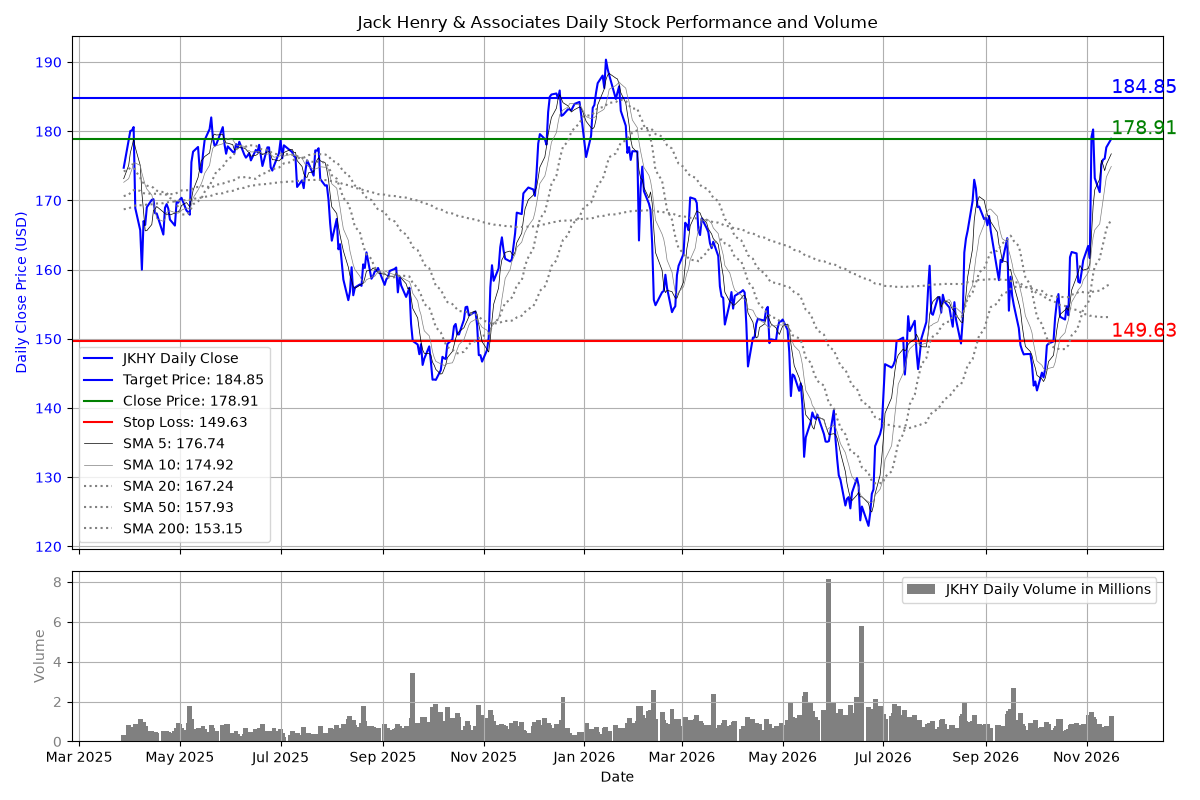 Jack Henry & Associates Daily Stock Performance and Volume
Daily Close Price (USD)
190
180
170
160
150
140
130
120
184.85
178.91
149.63
JKHY Daily Close
Target Price: 184.85
Close Price: 178.91
Stop Loss: 149.63
SMA 5: 176.74
SMA 10: 174.92
SMA 20: 167.24
SMA 50: 157.93
SMA 200: 153.15
Volume
8
6
4
2
0
JKHY Daily Volume in Millions
Mar 2025 May 2025 Jul 2025 Sep 2025 Nov 2025 Jan 2026 Mar 2026 May 2026 Jul 2026 Sep 2026 Nov 2026
Date